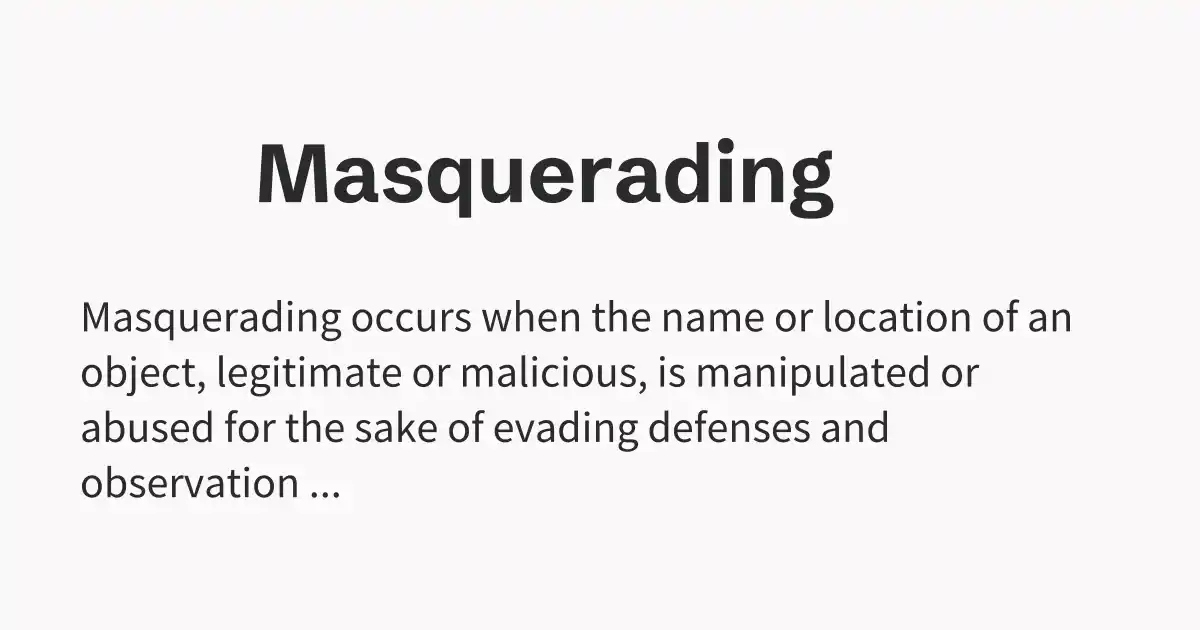 Masquerading
Masquerading occurs when the name or location of an
object, legitimate or malicious, is manipulated or
abused for the sake of evading defenses and
observation ...